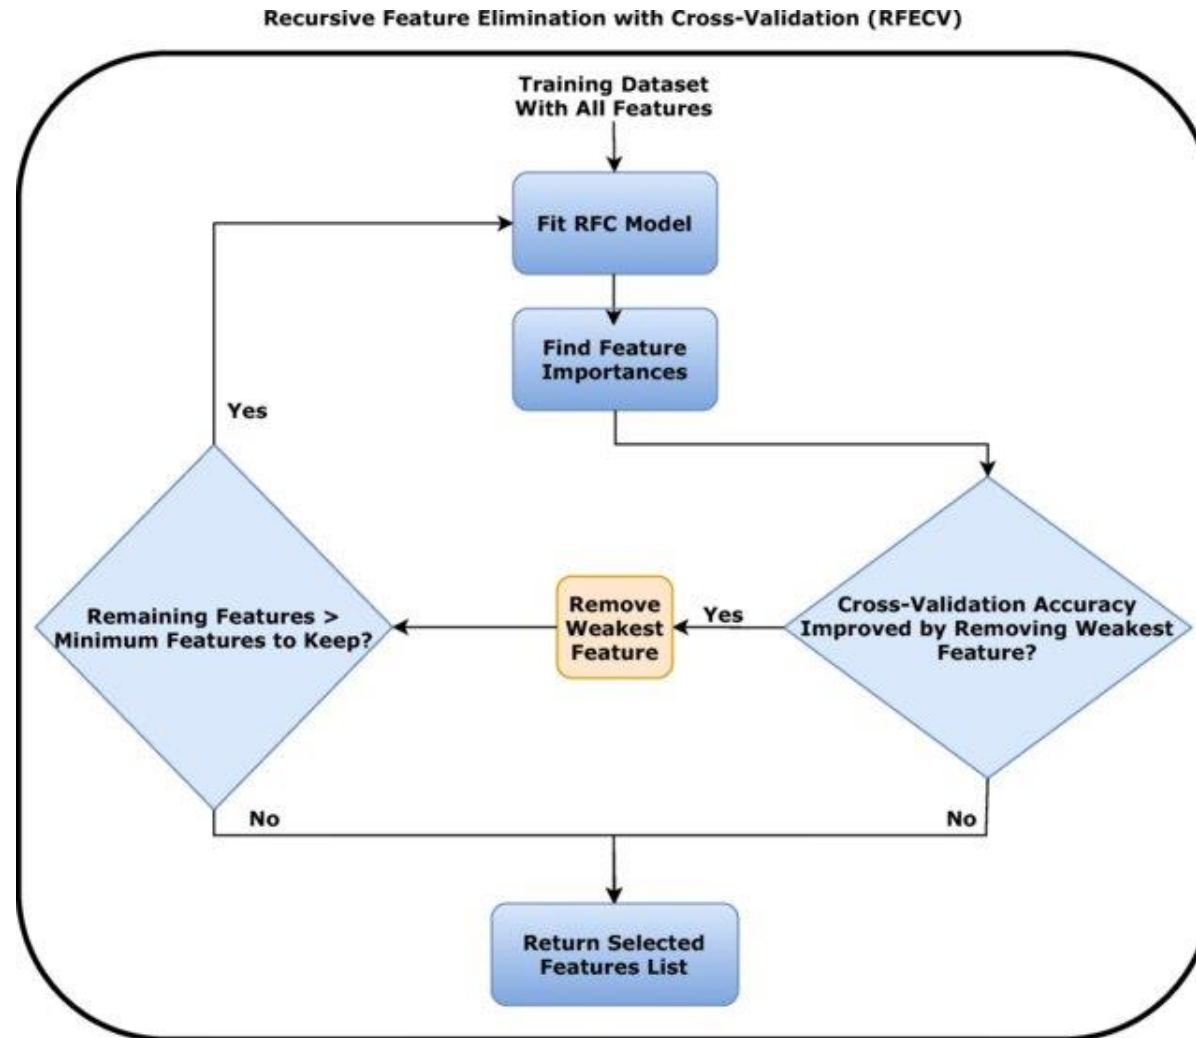 Recursive Feature Elimination with Cross-Validation (RFECV)
Training Dataset
With All Features
Fit RFC Model
Find Feature
Importances
Yes
Remaining Features >
Minimum Features to Keep?
Remove
Weakest
Feature
Yes
Cross-Validation Accuracy
Improved by Removing Weakest
Feature?
No
No
Return Selected
Features List